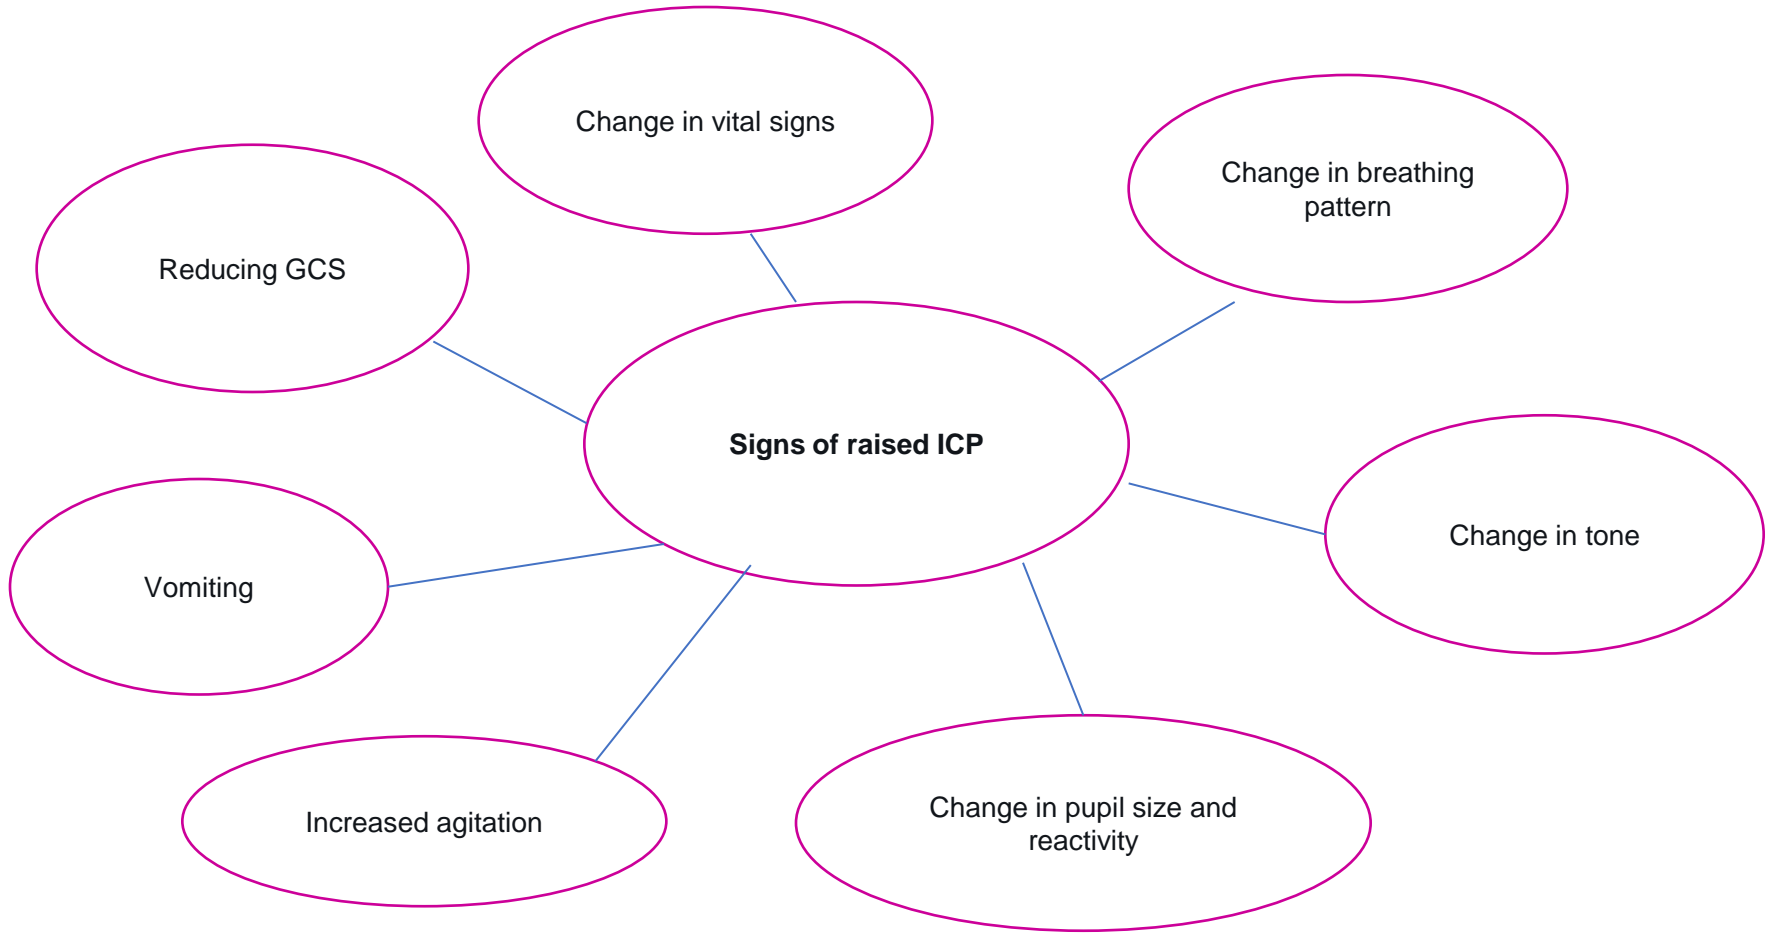 Change in vital signs
Change in breathing
pattern
Reducing GCS
Signs of raised ICP
Change in tone
Vomiting
Increased agitation
Change in pupil size and
reactivity